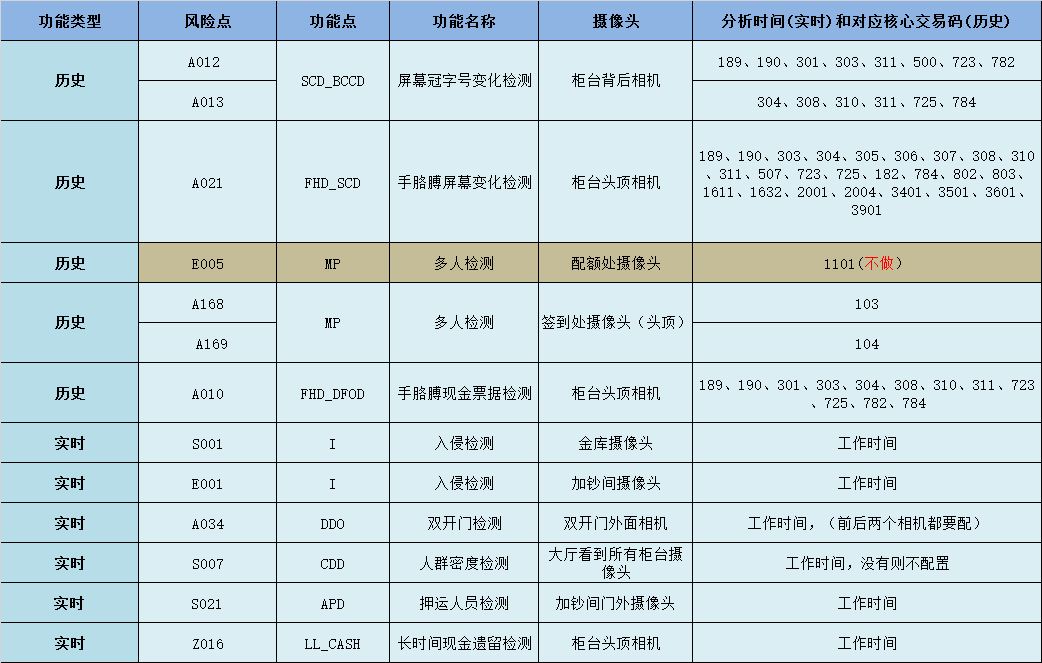 功能类型 风险点 功能点 功能名称 摄像头 分析时间(实时)和对应核心交易码(历史)
历史 A012 SCD_BCCD 屏幕冠字号变化检测 柜台背后相机 189、190、301、303、311、500、723、782
A013 304、308、310、311、725、784
历史 A021 FHD_SCD 手胳膊屏幕变化检测 柜台头顶相机 189、190、303、304、305、306、307、308、310
、311、507、723、725、182、784、802、803、
1611、1632、2001、2004、3401、3501、3601、
3901
历史 E005 MP 多人检测 配额处摄像头 1101(不做)
历史 A168 MP 多人检测 签到处摄像头（头顶） 103
A169 104
历史 A010 FHD_DFOD 手胳膊现金票据检测 柜台头顶相机 189、190、301、303、304、308、310、311、723
、725、782、784
实时 S001 I 入侵检测 金库摄像头 工作时间
实时 E001 I 入侵检测 加钞间摄像头 工作时间
实时 A034 DDO 双开门检测 双开门外面相机 工作时间，（前后两个相机都要配）
实时 S007 CDD 人群密度检测 大厅看到所有柜台摄
像头 工作时间，没有则不配置
实时 S021 APD 押运人员检测 加钞间门外摄像头 工作时间
实时 Z016 LL_CASH 长时间现金遗留检测 柜台头顶相机 工作时间